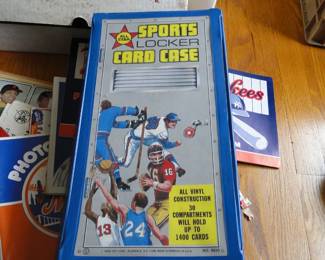 ALL STAR
SPORTS
LOCKER
CARD CASE
16
13
24
ALL VINYL
CONSTRUCTION
30
COMPARTMENTS
WILL HOLD
UP TO
1400 CARDS
PHOTO